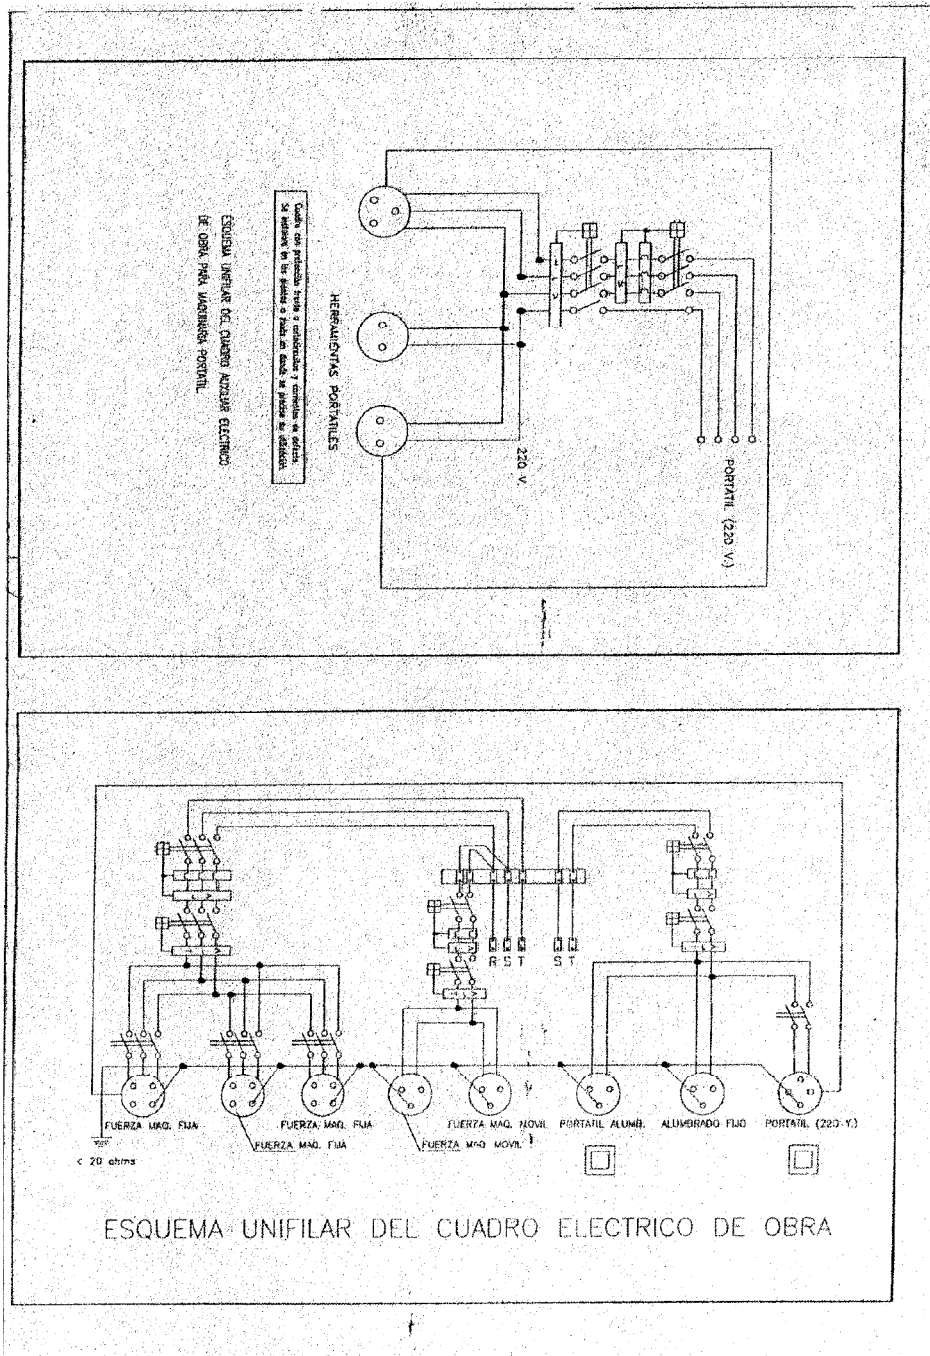 PORTATIL (220 V.)
220 V.
HERRAMIENTAS PORTATILES
ESQUEMA UNIFILAR DEL CUADRO AUXILIAR ELECTRICO
DE OBRA PARA MAQUINARIA PORTATIL
R S T S T
FUERZA MAQ. FIJA FUERZA MAQ. FIJA FUERZA MAQ. MOVIL PORTATIL ALUMB. ALUMBRADO FIJO PORTATIL (220 V.)
FUERZA MAQ. FIJA FUERZA MAQ MOVIL
< 20 ohms
ESQUEMA UNIFILAR DEL CUADRO ELECTRICO DE OBRA